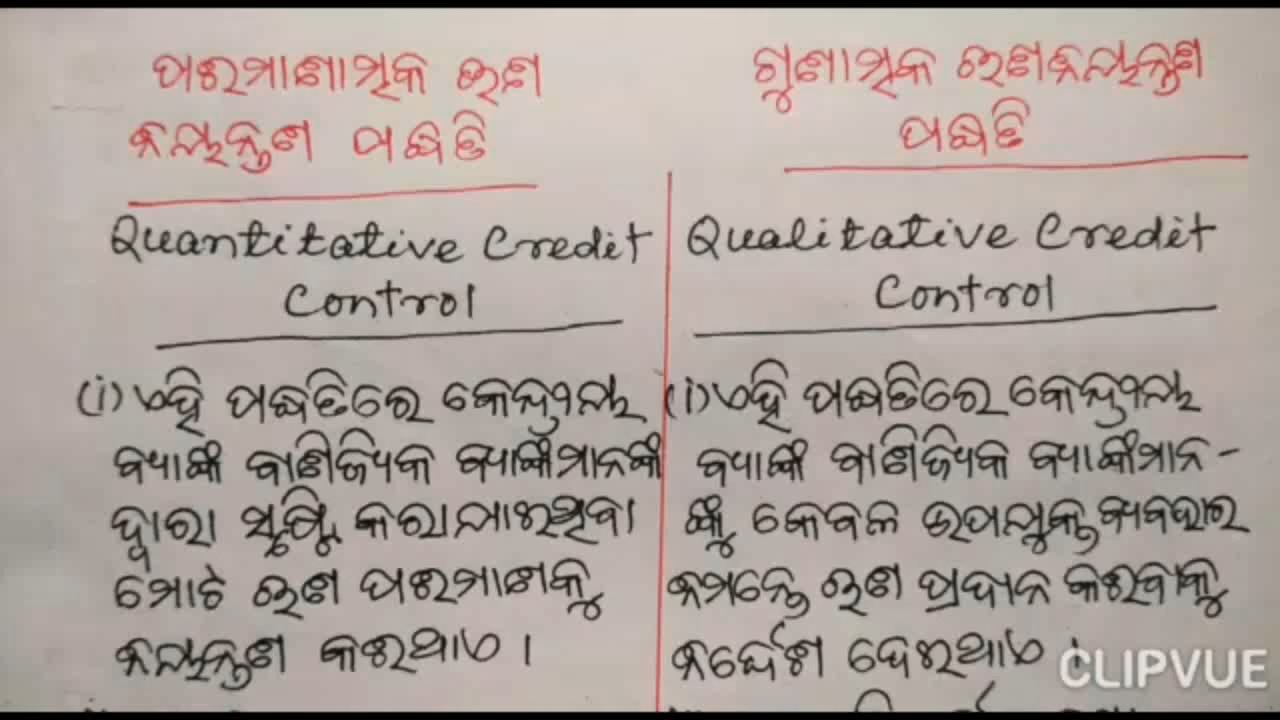 ପରିମାଣାତ୍ମକ ଋଣ
ନିୟନ୍ତ୍ରଣ ପଦ୍ଧତି
Quantitative Credit
Control
(i) ଏହି ପଦ୍ଧତିରେ କେନ୍ଦ୍ରୀୟ
ବ୍ୟାଙ୍କ ବାଣିଜ୍ୟିକ ବ୍ୟାଙ୍କମାନଙ୍କ
ଦ୍ୱାରା ସୃଷ୍ଟି କରାଯାଇଥିବା
ମୋଟ ଋଣ ପରିମାଣକୁ
ନିୟନ୍ତ୍ରଣ କରିଥାଏ ।
ଗୁଣାତ୍ମକ ଋଣନିୟନ୍ତ୍ରଣ
ପଦ୍ଧତି
Qualitative Credit
Control
(i) ଏହି ପଦ୍ଧତିରେ କେନ୍ଦ୍ରୀୟ
ବ୍ୟାଙ୍କ ବାଣିଜ୍ୟିକ ବ୍ୟାଙ୍କମାନ-
ଙ୍କୁ କେବଳ ଉପଯୁକ୍ତ ବ୍ୟବହାର
ନିମନ୍ତେ ଋଣ ପ୍ରଦାନ କରିବାକୁ
ନିର୍ଦ୍ଦେଶ ଦେଇଥାଏ ।
CLIPVUE